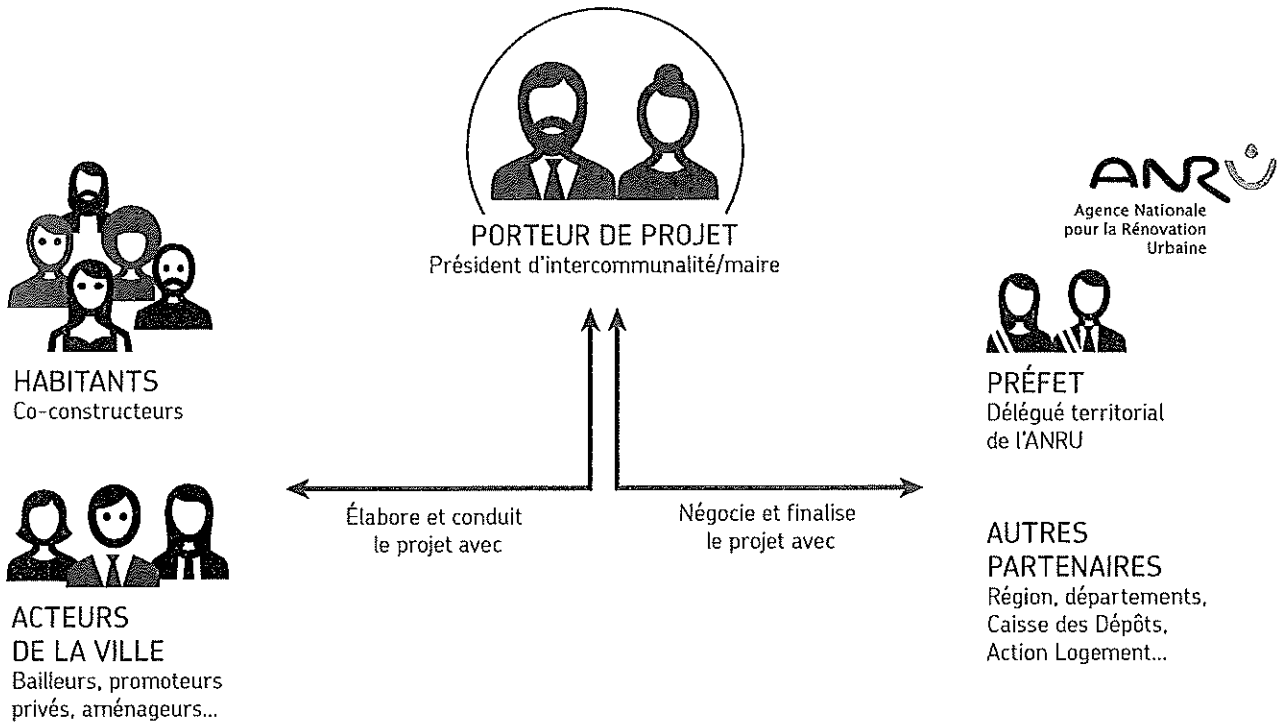 PORTEUR DE PROJET
Président d'intercommunalité/maire
HABITANTS
Co-constructeurs
ACTEURS
DE LA VILLE
Bailleurs, promoteurs
privés, aménageurs...
Élabore et conduit
le projet avec
Négocie et finalise
le projet avec
ANRU
Agence Nationale
pour la Rénovation
Urbaine
PRÉFET
Délégué territorial
de l'ANRU
AUTRES
PARTENAIRES
Région, départements,
Caisse des Dépôts,
Action Logement...